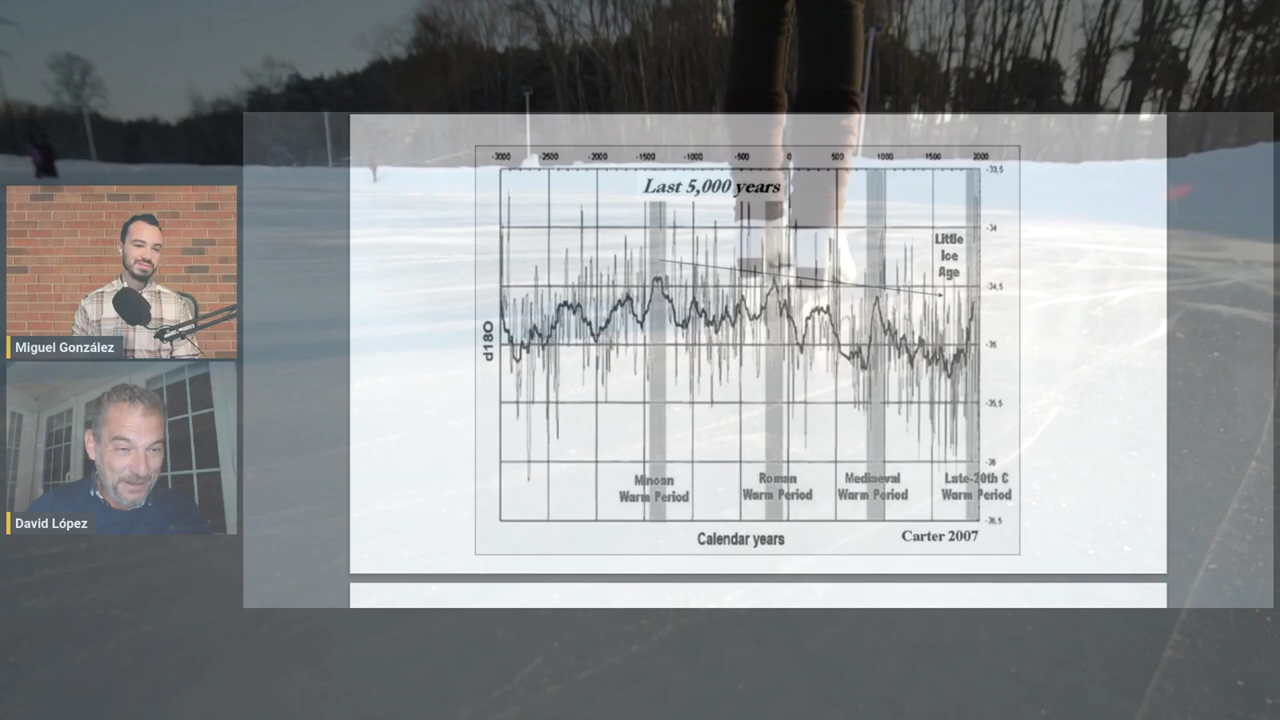 -3000 -2500 -2000 -1500 -1000 -500 0 500 1000 1500 2000
Last 5,000 years
-33,5
-34
-34,5
-35
-35,5
-36
-36,5
d18O
Little
Ice
Age
Minoan
Warm Period
Roman
Warm Period
Mediaeval
Warm Period
Late-20th C
Warm Period
Calendar years
Carter 2007
Miguel González
David López